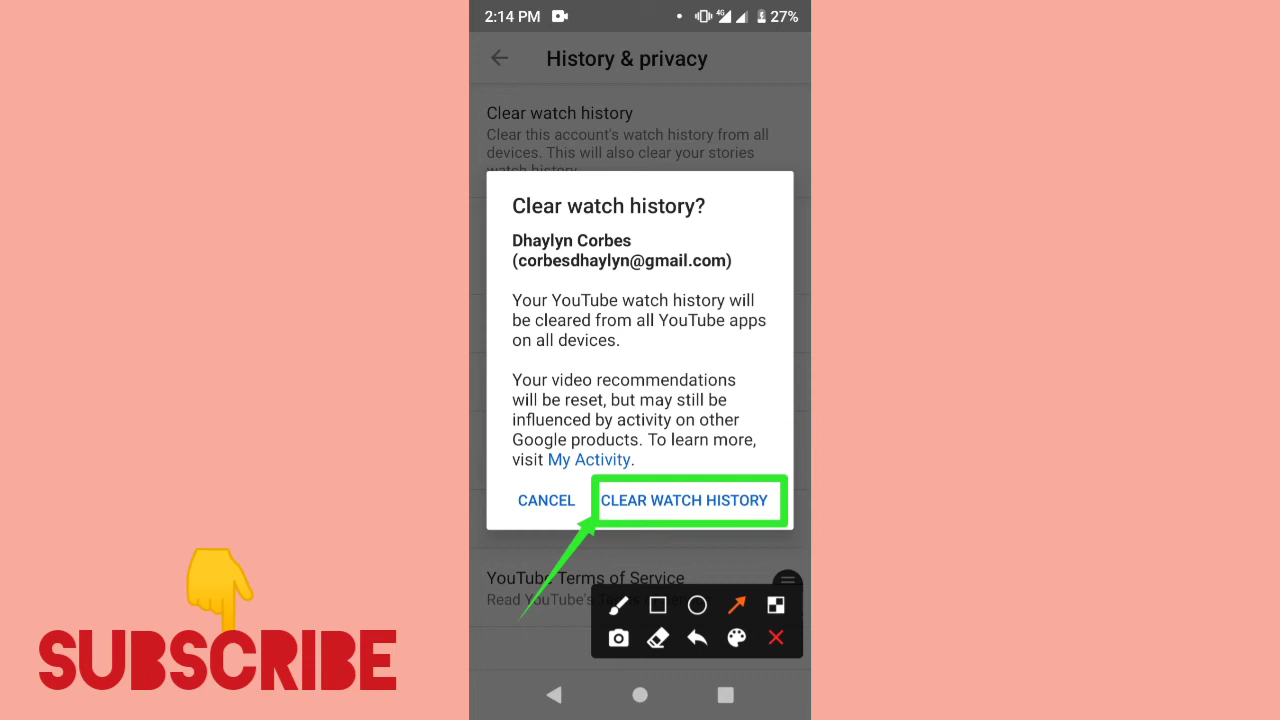 2:14 PM
4G
27%
History & privacy
Clear watch history
Clear this account's watch history from all
devices. This will also clear your stories
watch history.
Clear watch history?
Dhaylyn Corbes
(corbesdhaylyn@gmail.com)
Your YouTube watch history will
be cleared from all YouTube apps
on all devices.
Your video recommendations
will be reset, but may still be
influenced by activity on other
Google products. To learn more,
visit My Activity.
CANCEL
CLEAR WATCH HISTORY
YouTube Terms of Service
Read YouTube's
SUBSCRIBE